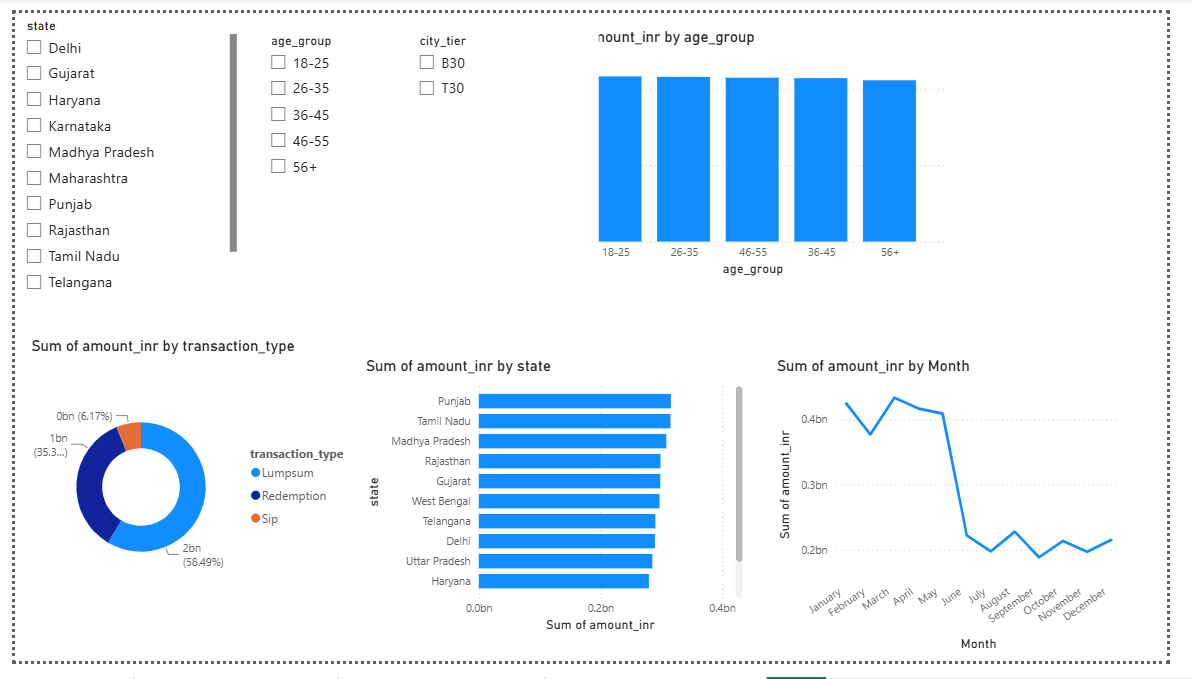 state
Delhi
Gujarat
Haryana
Karnataka
Madhya Pradesh
Maharashtra
Punjab
Rajasthan
Tamil Nadu
Telangana
age_group
18-25
26-35
36-45
46-55
56+
city_tier
B30
T30
nount_inr by age_group
18-25
26-35
46-55
36-45
56+
age_group
Sum of amount_inr by transaction_type
0bn (6.17%)
1bn
(35.3...)
2bn
(58.49%)
transaction_type
Lumpsum
Redemption
Sip
Sum of amount_inr by state
state
Punjab
Tamil Nadu
Madhya Pradesh
Rajasthan
Gujarat
West Bengal
Telangana
Delhi
Uttar Pradesh
Haryana
0.0bn
0.2bn
0.4bn
Sum of amount_inr
Sum of amount_inr by Month
Sum of amount_inr
0.4bn
0.3bn
0.2bn
January
February
March
April
May
June
July
August
September
October
November
December
Month